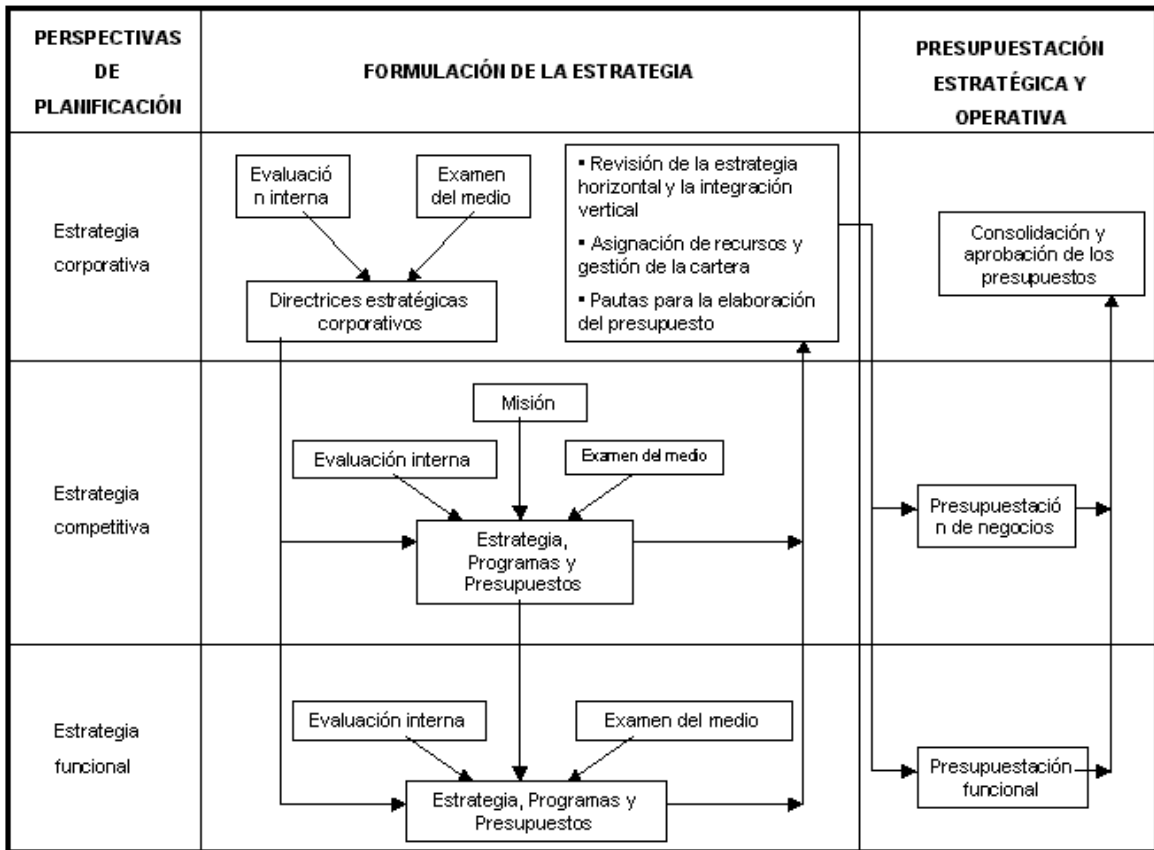 PERSPECTIVAS
DE
PLANIFICACIÓN
FORMULACIÓN DE LA ESTRATEGIA
PRESUPUESTACIÓN
ESTRATÉGICA Y
OPERATIVA
Estrategia
corporativa
Evaluació
n interna
Examen
del medio
Directrices estratégicas
corporativos
▪ Revisión de la estrategia
horizontal y la integración
vertical
▪ Asignación de recursos y
gestión de la cartera
▪ Pautas para la elaboración
del presupuesto
Consolidación y
aprobación de los
presupuestos
Estrategia
competitiva
Misión
Evaluación interna
Examen del medio
Estrategia,
Programas y
Presupuestos
Presupuestació
n de negocios
Estrategia
funcional
Evaluación interna
Examen del medio
Estrategia, Programas y
Presupuestos
Presupuestación
funcional